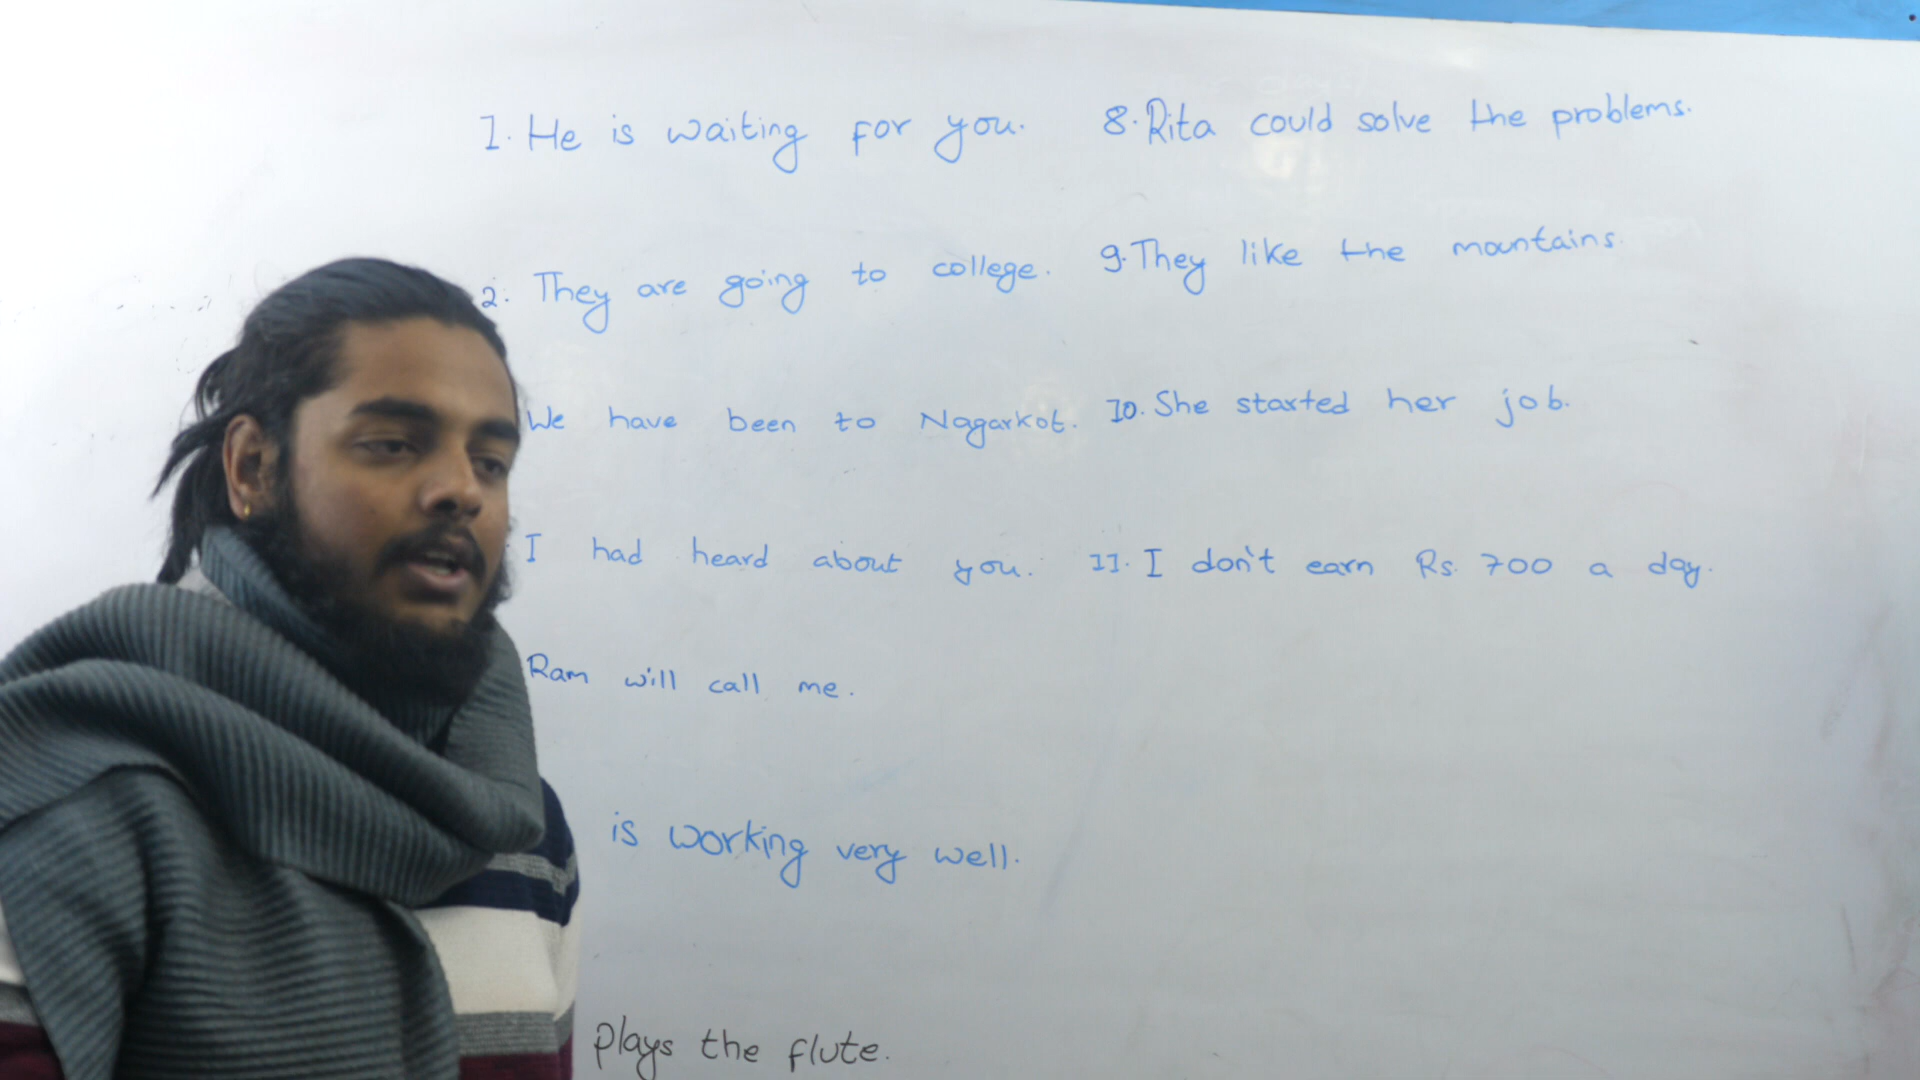 1. He is waiting for you.
2. They are going to college.
We have been to Nagarkot.
I had heard about you.
Ram will call me.
is working very well.
plays the flute.
8. Rita could solve the problems.
9. They like the mountains.
10. She started her job.
11. I don't earn Rs. 700 a day.